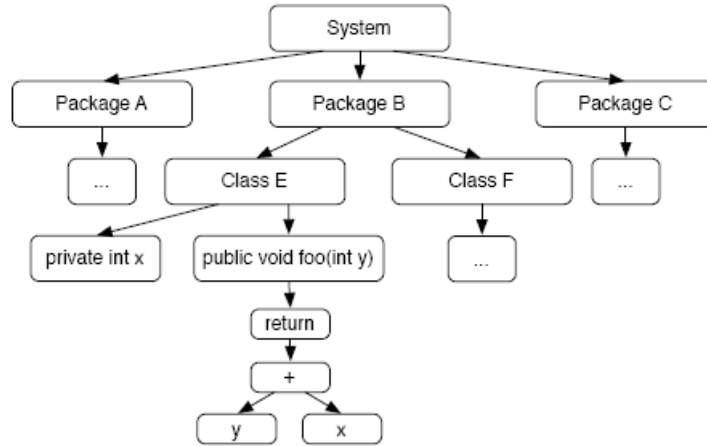 System
Package A
Package B
Package C
...
Class E
Class F
...
private int x
public void foo(int y)
...
return
+
y
x